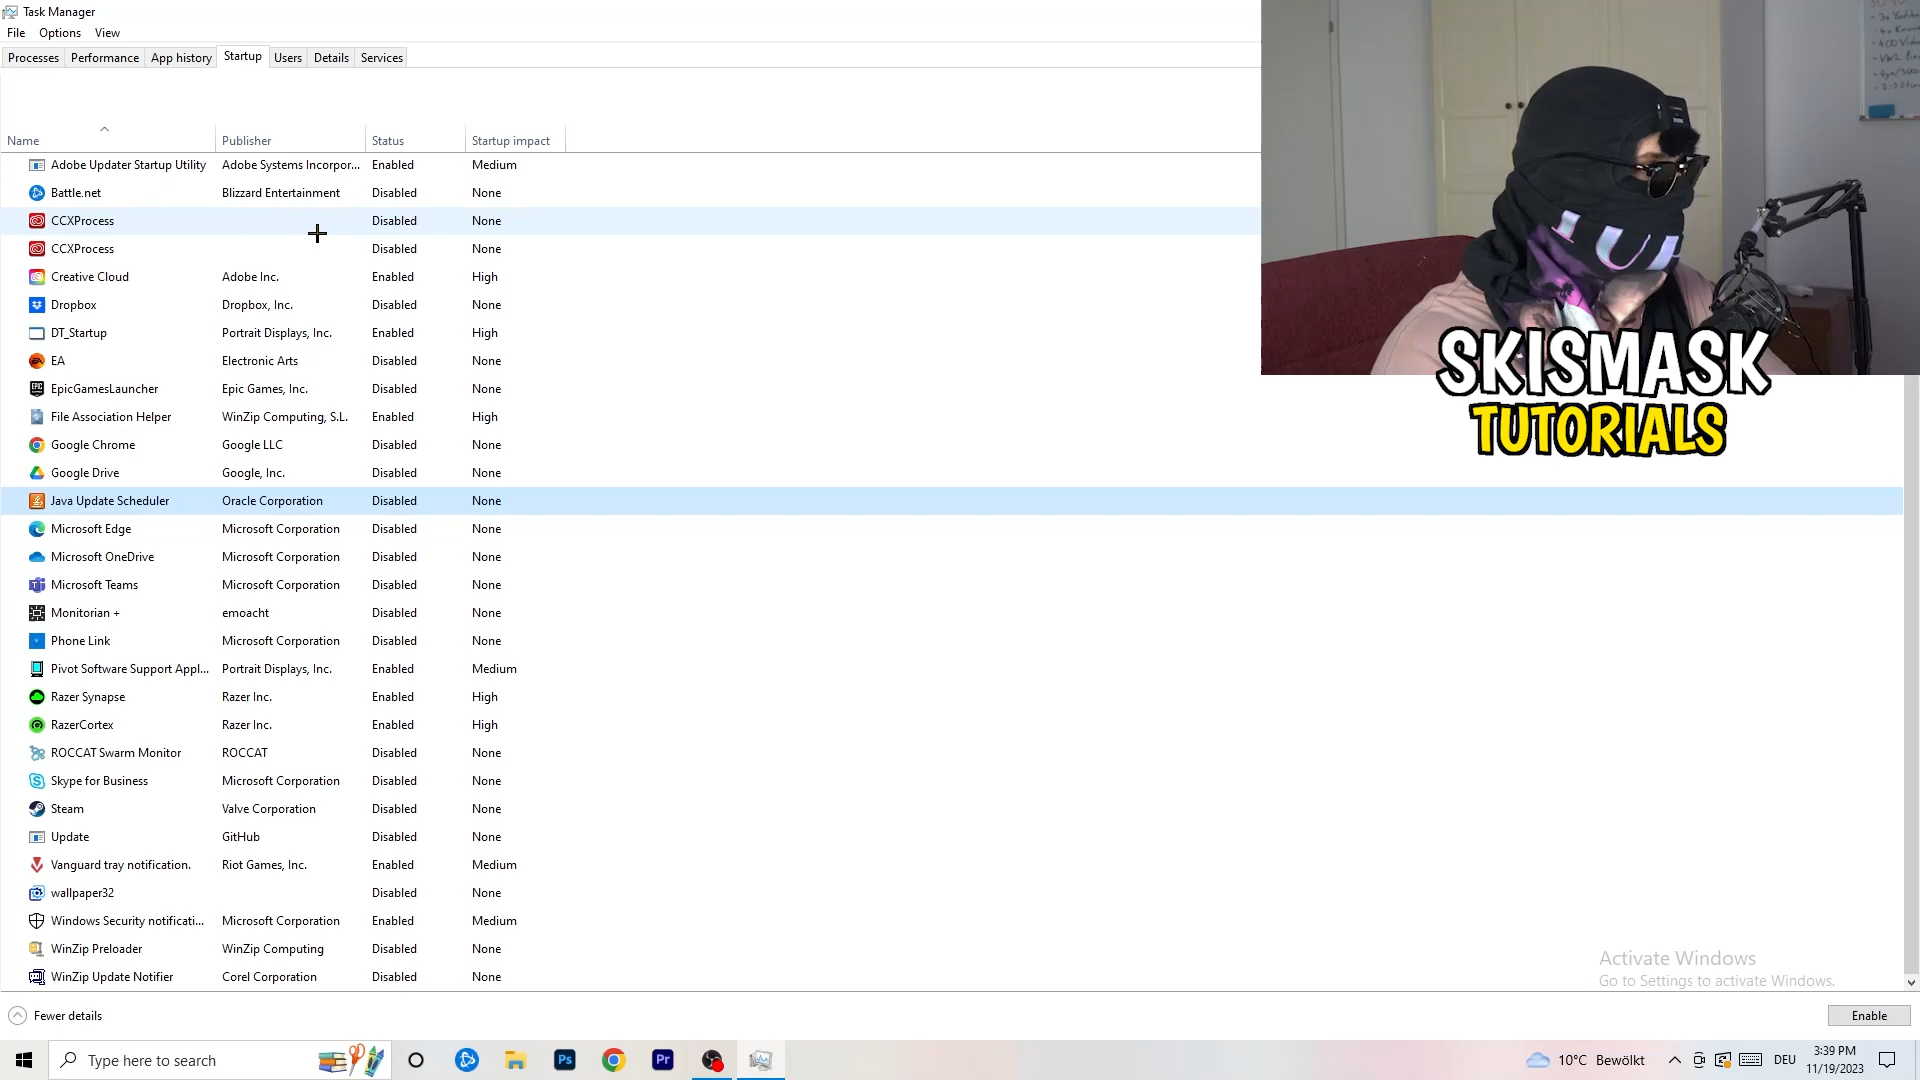 Task Manager
File Options View
Processes Performance App history Startup Users Details Services
Name Publisher Status Startup impact
Adobe Updater Startup Utility Adobe Systems Incorpor... Enabled Medium
Battle.net Blizzard Entertainment Disabled None
CCXProcess Disabled None
CCXProcess Disabled None
Creative Cloud Adobe Inc. Enabled High
Dropbox Dropbox, Inc. Disabled None
DT_Startup Portrait Displays, Inc. Enabled High
EA Electronic Arts Disabled None
EpicGamesLauncher Epic Games, Inc. Disabled None
File Association Helper WinZip Computing, S.L. Enabled High
Google Chrome Google LLC Disabled None
Google Drive Google, Inc. Disabled None
Java Update Scheduler Oracle Corporation Disabled None
Microsoft Edge Microsoft Corporation Disabled None
Microsoft OneDrive Microsoft Corporation Disabled None
Microsoft Teams Microsoft Corporation Disabled None
Monitorian + emoacht Disabled None
Phone Link Microsoft Corporation Disabled None
Pivot Software Support Appl... Portrait Displays, Inc. Enabled Medium
Razer Synapse Razer Inc. Enabled High
RazerCortex Razer Inc. Enabled High
ROCCAT Swarm Monitor ROCCAT Disabled None
Skype for Business Microsoft Corporation Disabled None
Steam Valve Corporation Disabled None
Update GitHub Disabled None
Vanguard tray notification. Riot Games, Inc. Enabled Medium
wallpaper32 Disabled None
Windows Security notificati... Microsoft Corporation Enabled Medium
WinZip Preloader WinZip Computing Disabled None
WinZip Update Notifier Corel Corporation Disabled None
SKISMASK
TUTORIALS
Activate Windows
Go to Settings to activate Windows.
Fewer details
Enable
Type here to search
Ps
Pr
10°C Bewölkt
DEU
3:39 PM
11/19/2023